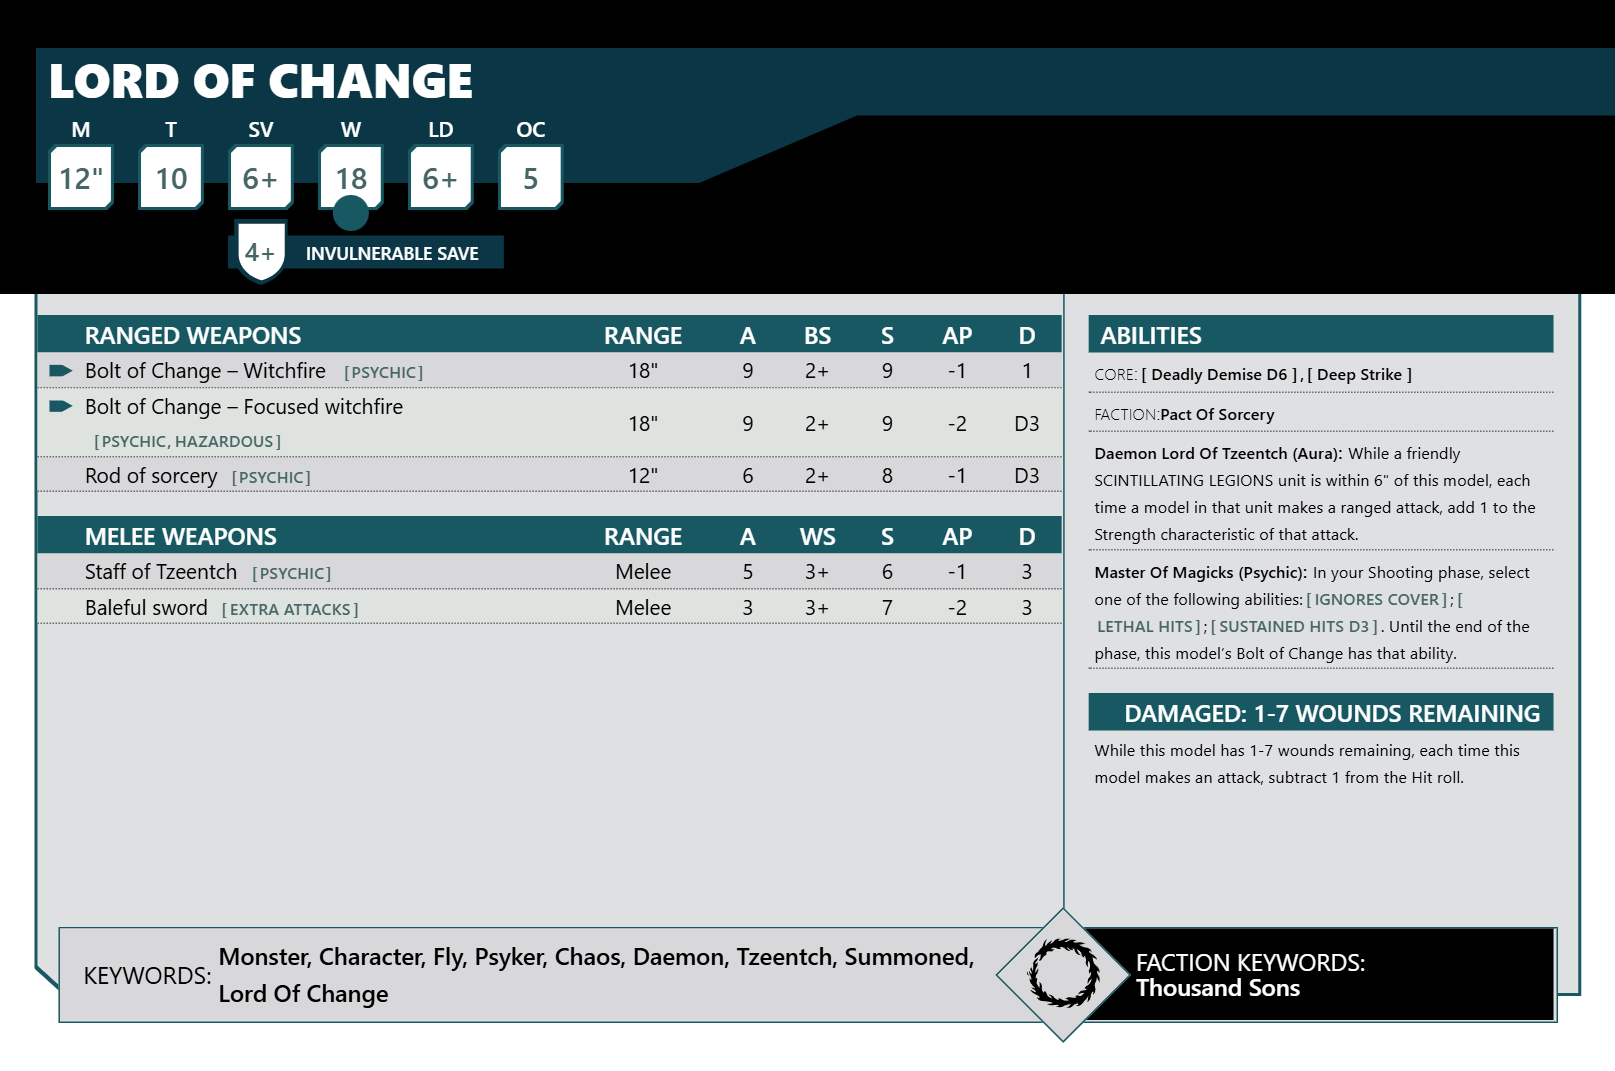 LORD OF CHANGE
M T SV W LD OC
12" 10 6+ 18 6+ 5
4+ INVULNERABLE SAVE
RANGED WEAPONS RANGE A BS S AP D
Bolt of Change – Witchfire [PSYCHIC] 18" 9 2+ 9 -1 1
Bolt of Change – Focused witchfire
[PSYCHIC, HAZARDOUS] 18" 9 2+ 9 -2 D3
Rod of sorcery [PSYCHIC] 12" 6 2+ 8 -1 D3
MELEE WEAPONS RANGE A WS S AP D
Staff of Tzeentch [PSYCHIC] Melee 5 3+ 6 -1 3
Baleful sword [EXTRA ATTACKS] Melee 3 3+ 7 -2 3
ABILITIES
CORE: [ Deadly Demise D6 ] , [ Deep Strike ]
FACTION:Pact Of Sorcery
Daemon Lord Of Tzeentch (Aura): While a friendly
SCINTILLATING LEGIONS unit is within 6" of this model, each
time a model in that unit makes a ranged attack, add 1 to the
Strength characteristic of that attack.
Master Of Magicks (Psychic): In your Shooting phase, select
one of the following abilities: [ IGNORES COVER ] ; [
LETHAL HITS ] ; [ SUSTAINED HITS D3 ] . Until the end of the
phase, this model’s Bolt of Change has that ability.
DAMAGED: 1-7 WOUNDS REMAINING
While this model has 1-7 wounds remaining, each time this
model makes an attack, subtract 1 from the Hit roll.
KEYWORDS: Monster, Character, Fly, Psyker, Chaos, Daemon, Tzeentch, Summoned,
Lord Of Change
FACTION KEYWORDS:
Thousand Sons